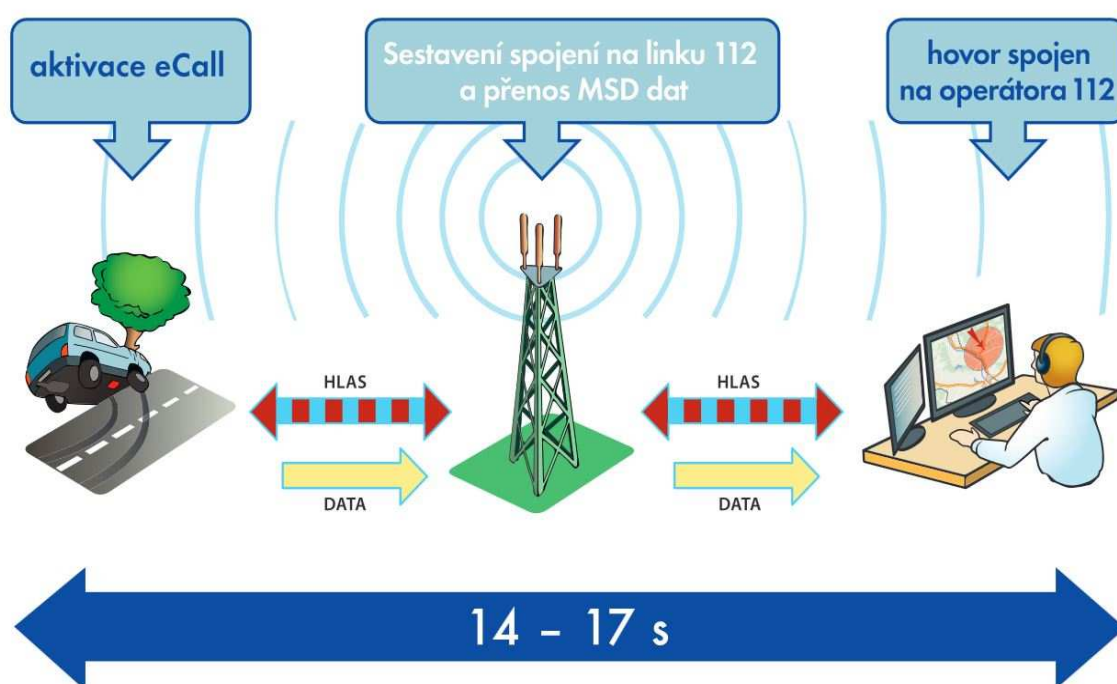 aktivace eCall
Sestavení spojení na linku 112
a přenos MSD dat
hovor spojen
na operátora 112
HLAS
HLAS
DATA
DATA
14 – 17 s